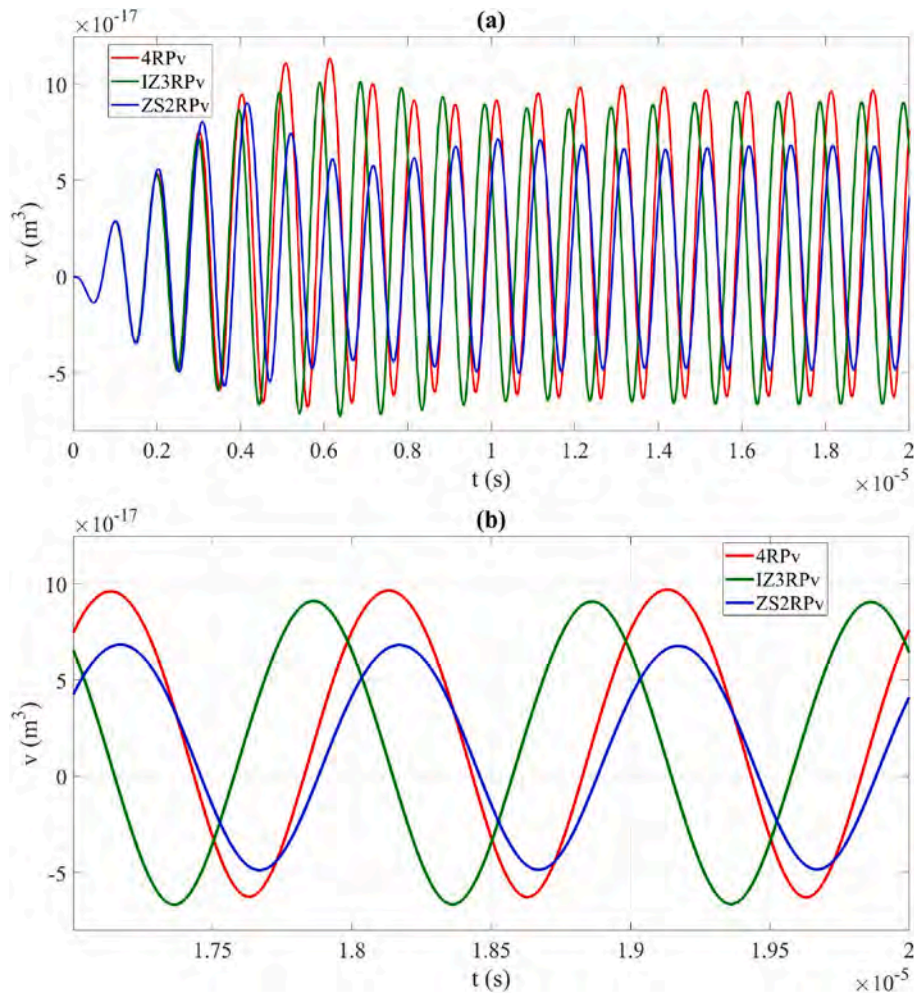 (a)
×10⁻¹⁷
4RPv
IZ3RPv
ZS2RPv
10
5
0
-5
v (m³)
0 0.2 0.4 0.6 0.8 1 1.2 1.4 1.6 1.8 2
t (s)
×10⁻⁵
(b)
×10⁻¹⁷
4RPv
IZ3RPv
ZS2RPv
10
5
0
-5
v (m³)
1.75 1.8 1.85 1.9 1.95 2
t (s)
×10⁻⁵